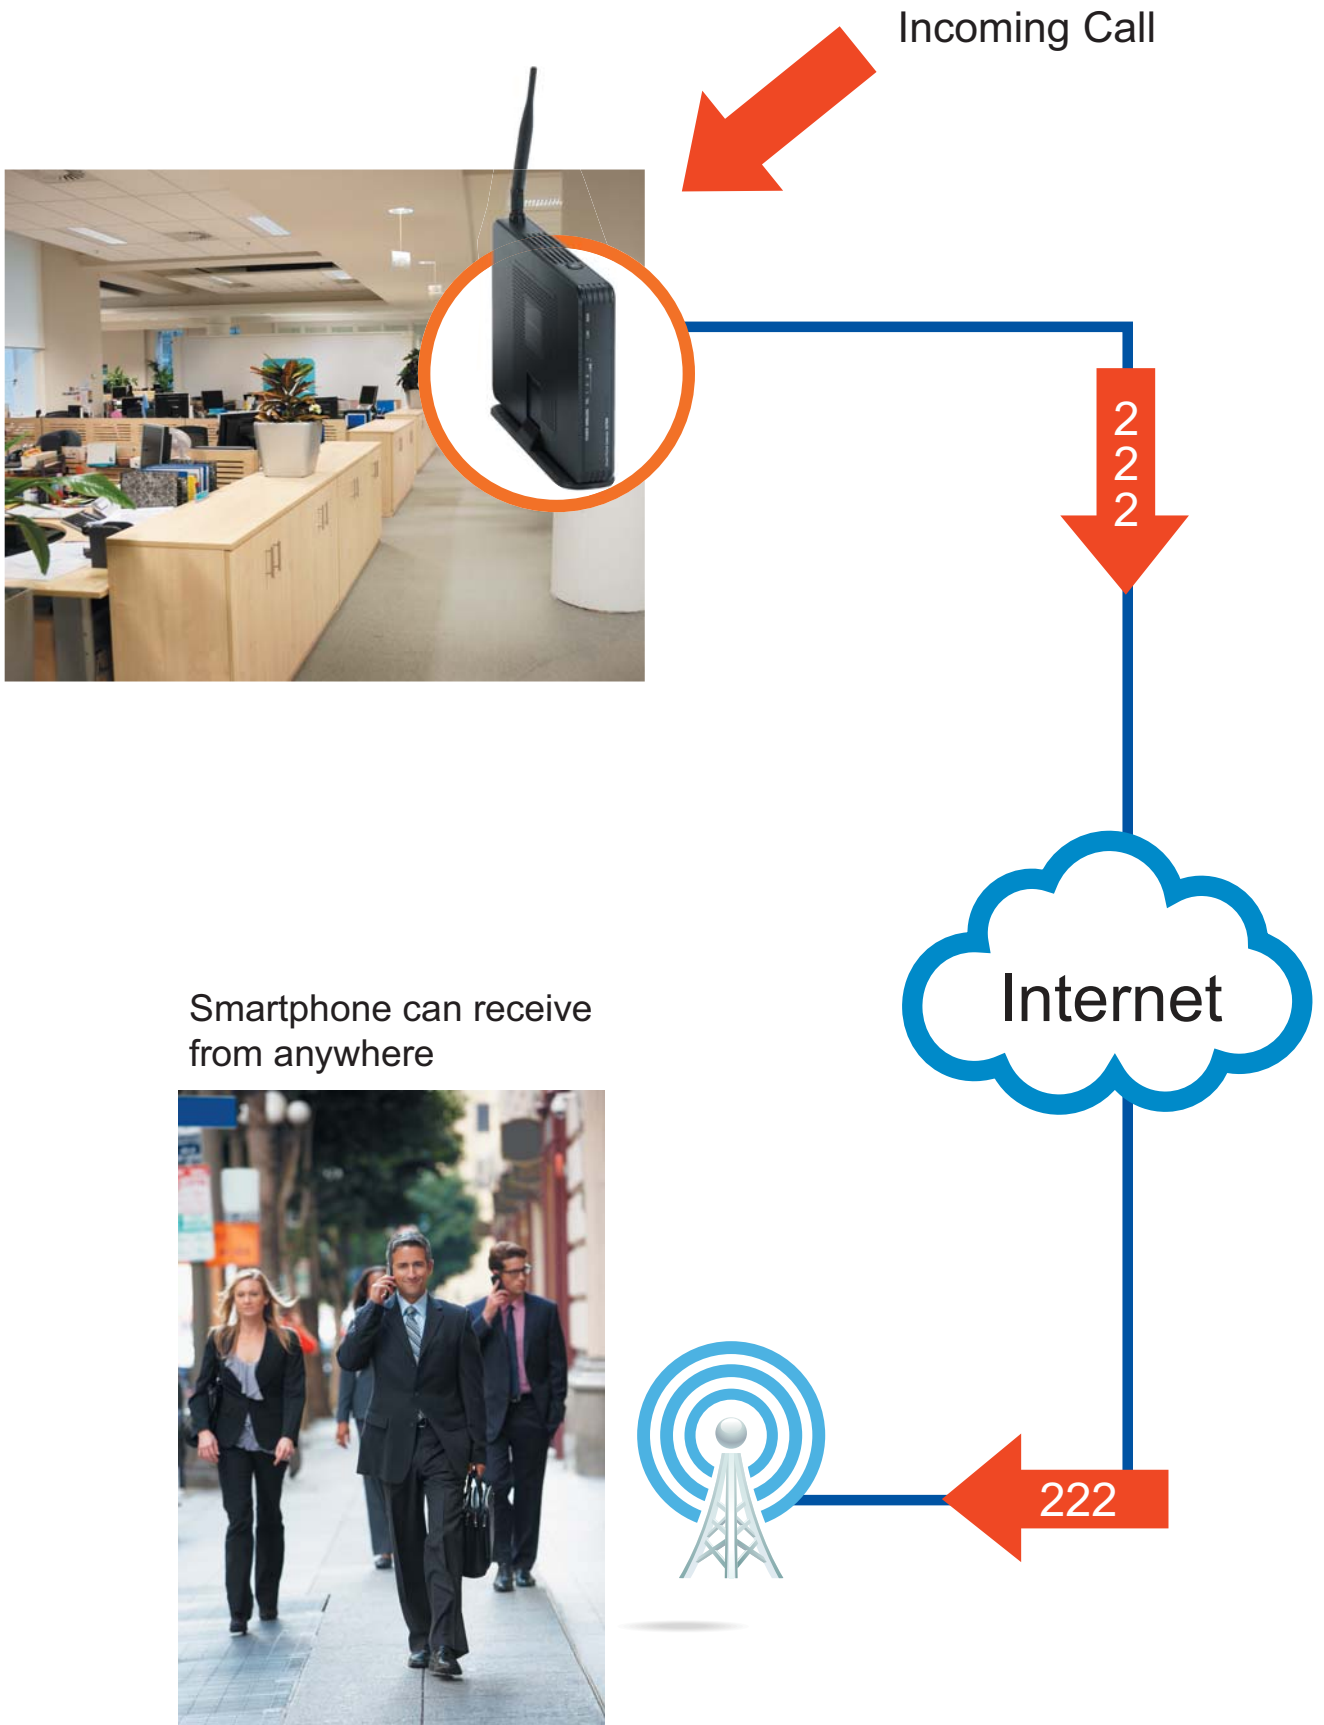 Incoming Call
2
2
2
Internet
Smartphone can receive
from anywhere
222